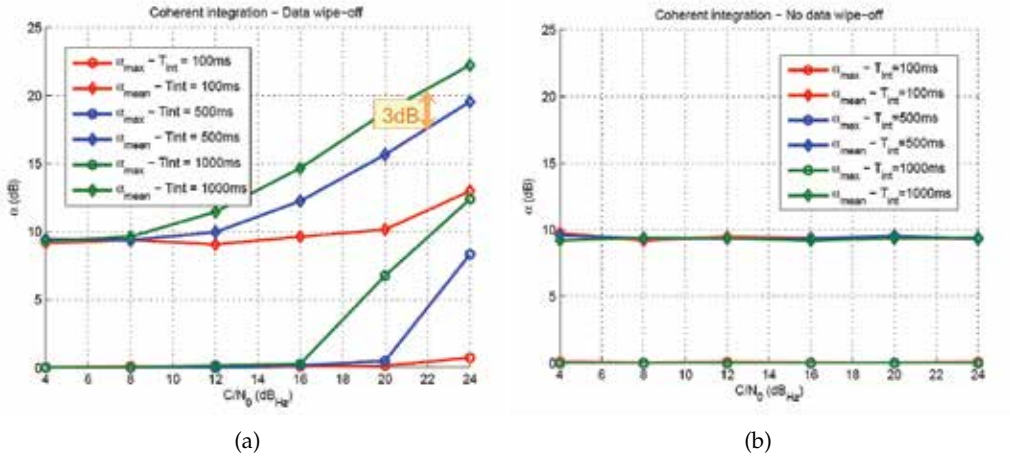 Coherent integration – Data wipe-off
25
20
15
10
5
0
α (dB)
α_max – T_int = 100ms
α_mean – Tint = 100ms
α_max – Tint = 500ms
α_mean – Tint = 500ms
α_max – Tint = 1000ms
α_mean – Tint = 1000ms
3dB
4 6 8 10 12 14 16 18 20 22 24
C/N_0 (dB_Hz)
(a)
Coherent integration – No data wipe-off
25
20
15
10
5
0
α (dB)
α_max – T_int=100ms
α_mean – T_int=100ms
α_max – T_int=500ms
α_mean – T_int=500ms
α_max – T_int=1000ms
α_mean – T_int=1000ms
4 6 8 10 12 14 16 18 20 22 24
C/N_0 (dB_Hz)
(b)